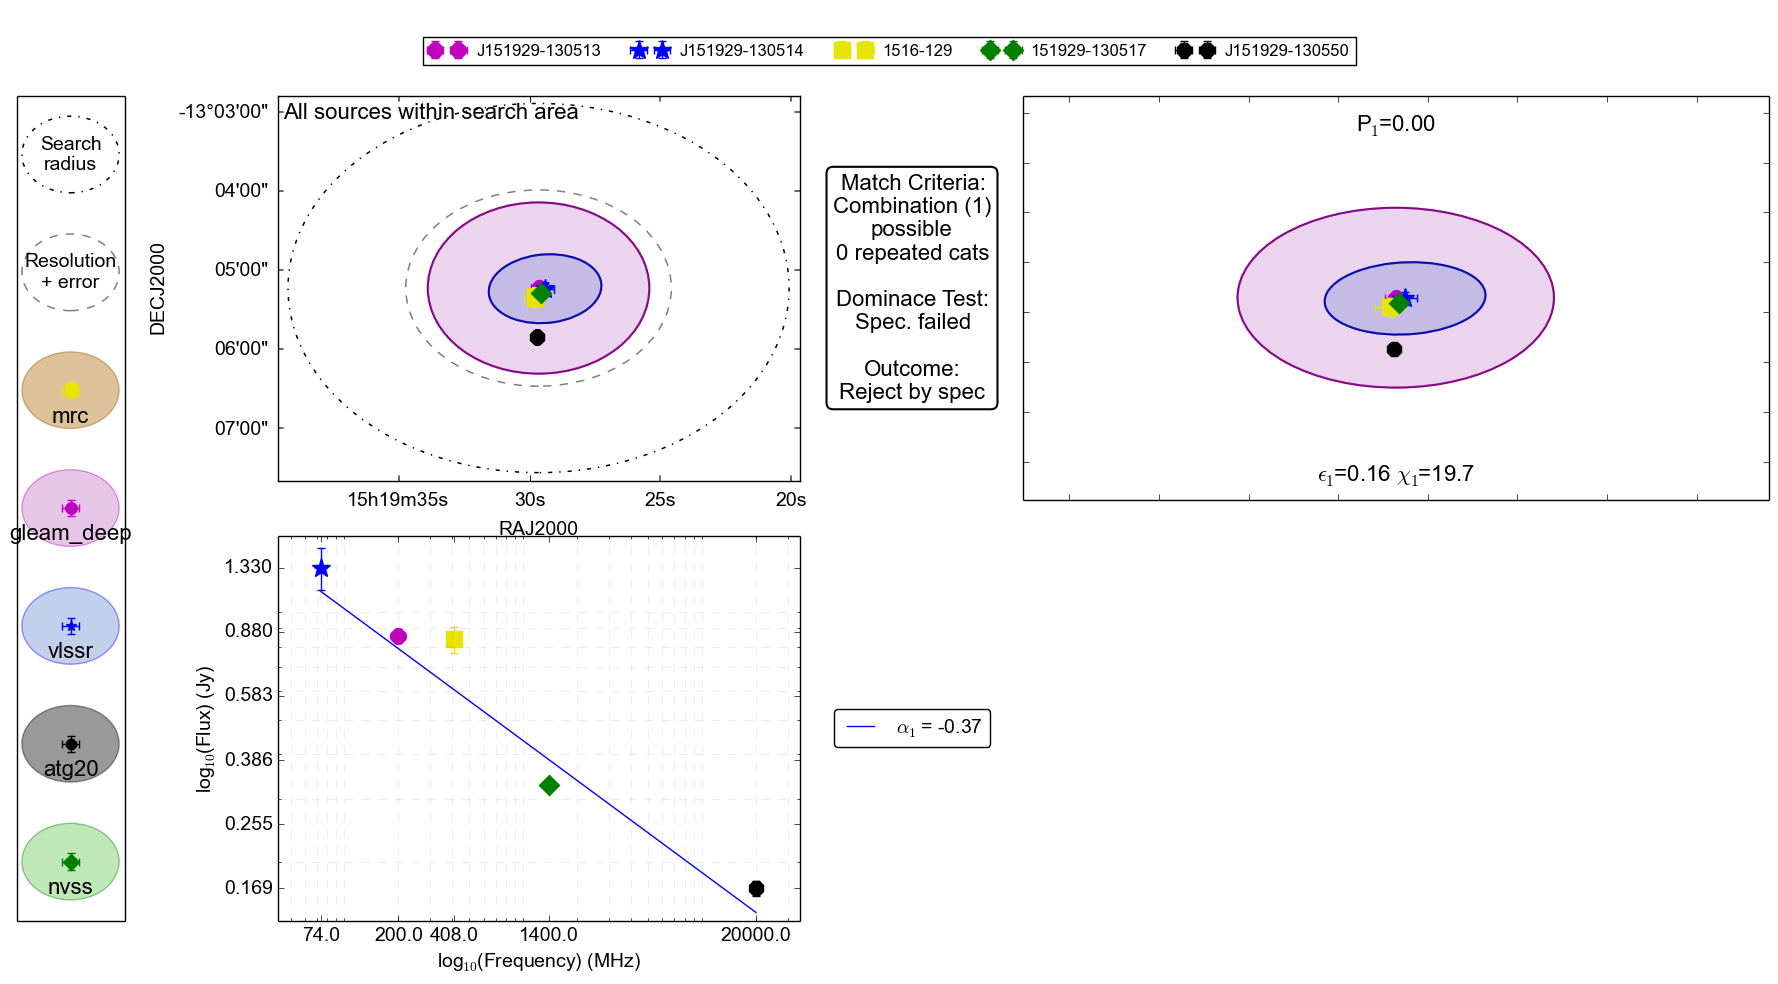 J151929-130513
J151929-130514
1516-129
151929-130517
J151929-130550
Search
radius
Resolution
+ error
mrc
gleam_deep
vlssr
atg20
nvss
All sources within search area
-13°03'00"
04'00"
05'00"
06'00"
07'00"
DECJ2000
15h19m35s
30s
25s
20s
RAJ2000
Match Criteria:
Combination (1)
possible
0 repeated cats
Dominace Test:
Spec. failed
Outcome:
Reject by spec
P₁=0.00
ϵ₁=0.16 χ₁=19.7
1.330
0.880
0.583
0.386
0.255
0.169
log₁₀(Flux) (Jy)
74.0
200.0
408.0
1400.0
20000.0
log₁₀(Frequency) (MHz)
α₁ = -0.37